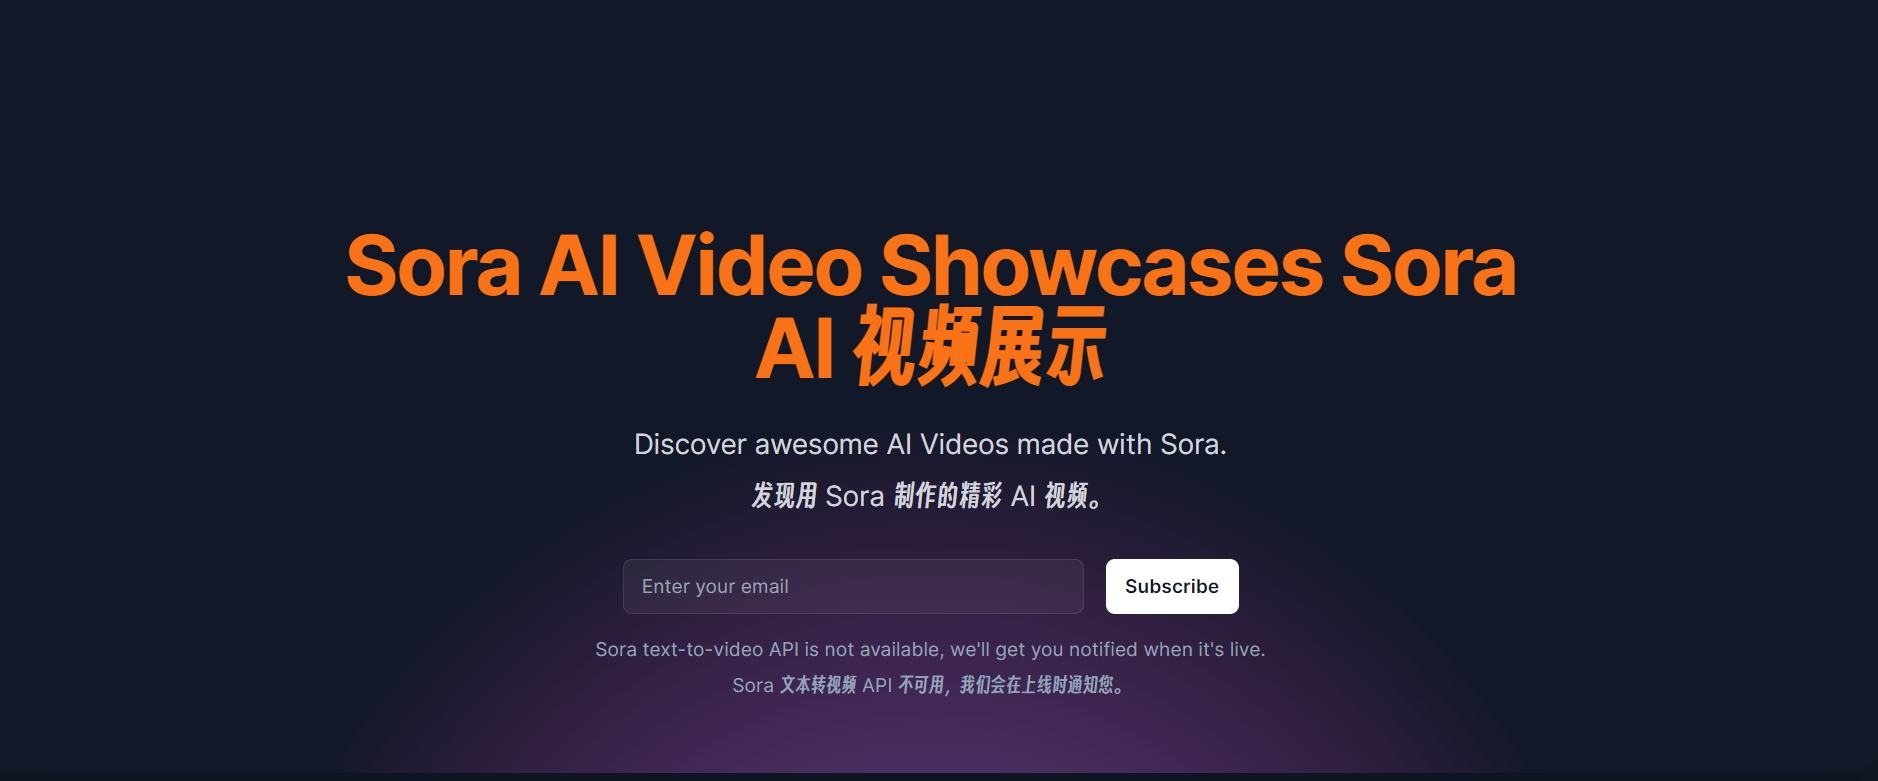 Sora AI Video Showcases Sora
AI 视频展示
Discover awesome AI Videos made with Sora.
发现用 Sora 制作的精彩 AI 视频。
Enter your email
Subscribe
Sora text-to-video API is not available, we'll get you notified when it's live.
Sora 文本转视频 API 不可用，我们会在上线时通知您。